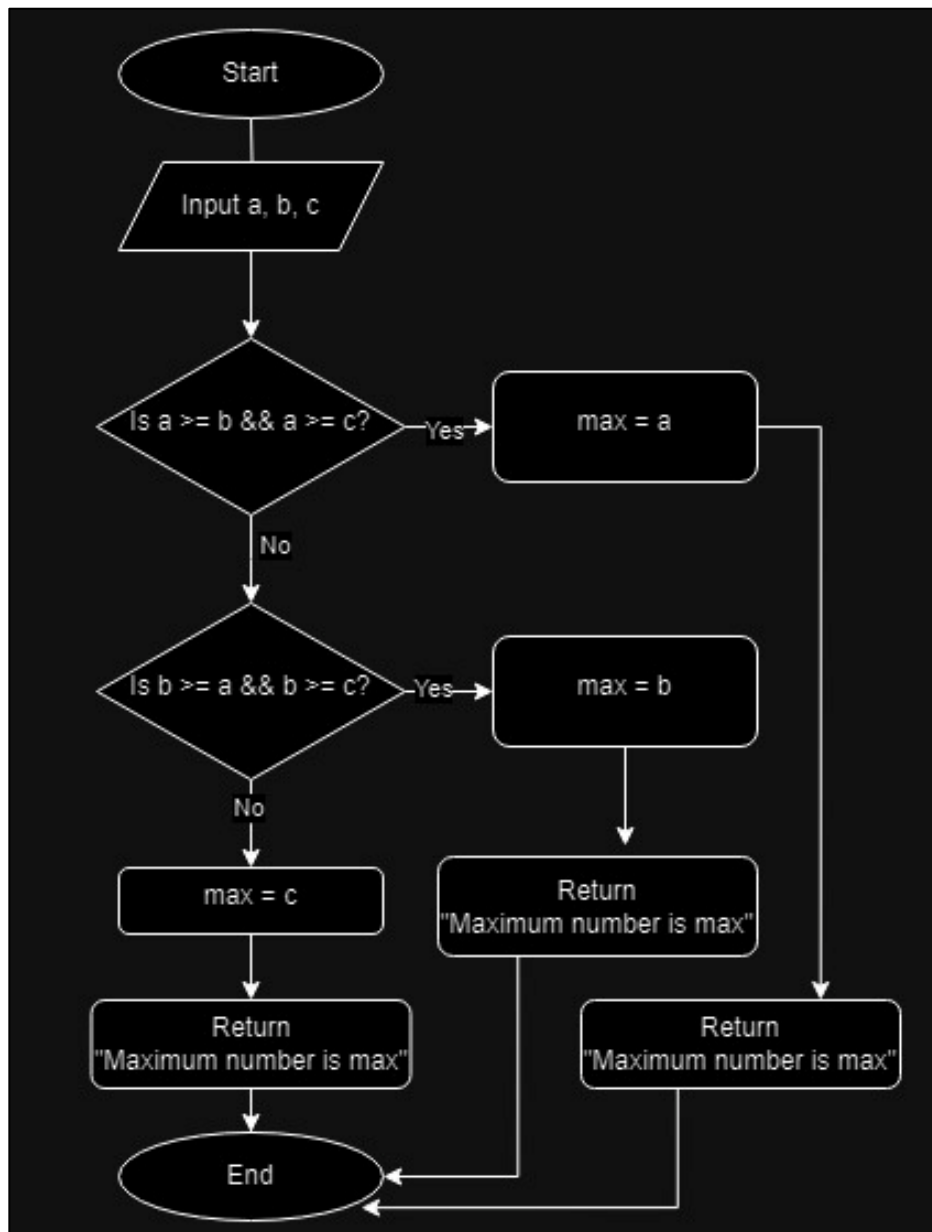 Start
Input a, b, c
Is a >= b && a >= c?
Yes
max = a
No
Is b >= a && b >= c?
Yes
max = b
No
max = c
Return
"Maximum number is max"
Return
"Maximum number is max"
Return
"Maximum number is max"
End